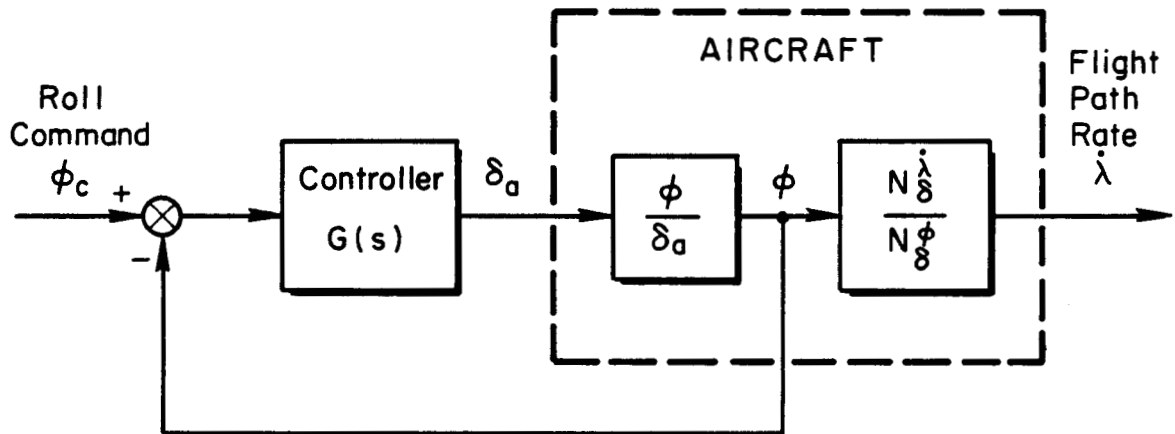 AIRCRAFT
Flight
Path
Rate
λ̇
Roll
Command
ϕc
+
-
Controller
G(s)
δa
ϕ
δa
ϕ
N λ̇ δ
N ϕ δ